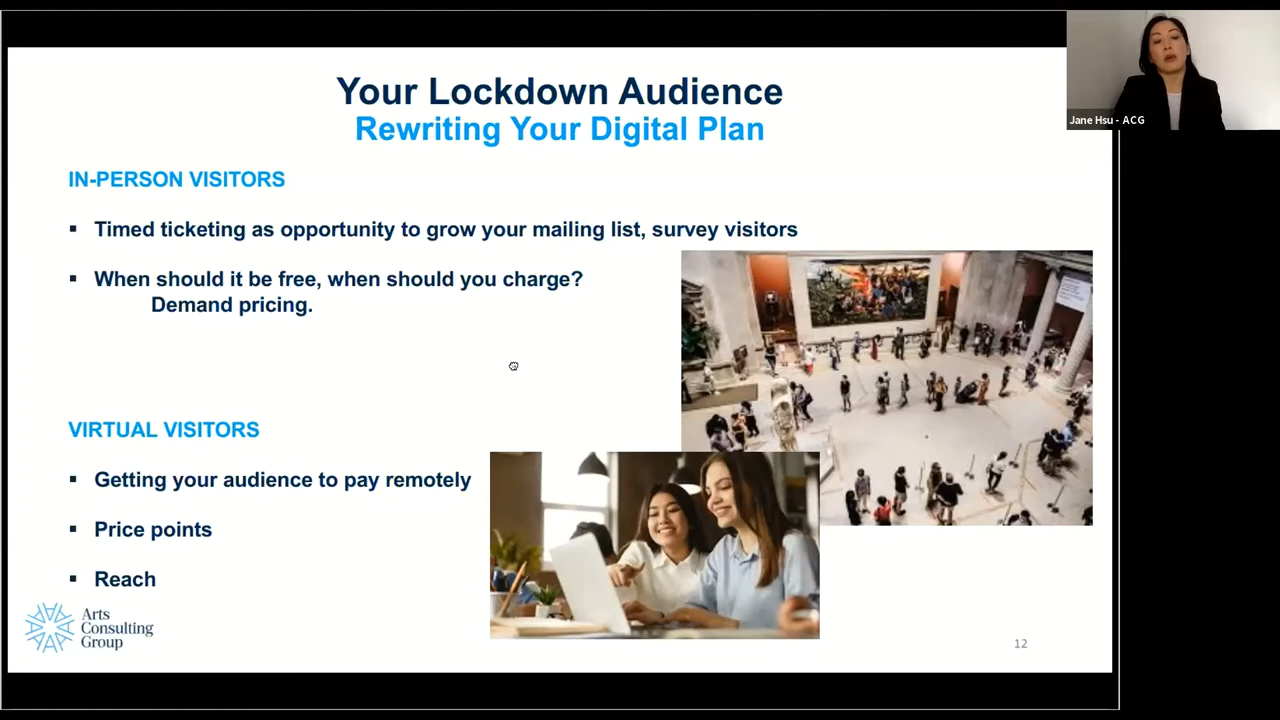 Your Lockdown Audience
Rewriting Your Digital Plan
Jane Hsu - ACG
IN-PERSON VISITORS
▪ Timed ticketing as opportunity to grow your mailing list, survey visitors
▪ When should it be free, when should you charge?
Demand pricing.
VIRTUAL VISITORS
▪ Getting your audience to pay remotely
▪ Price points
▪ Reach
Arts
Consulting
Group
12